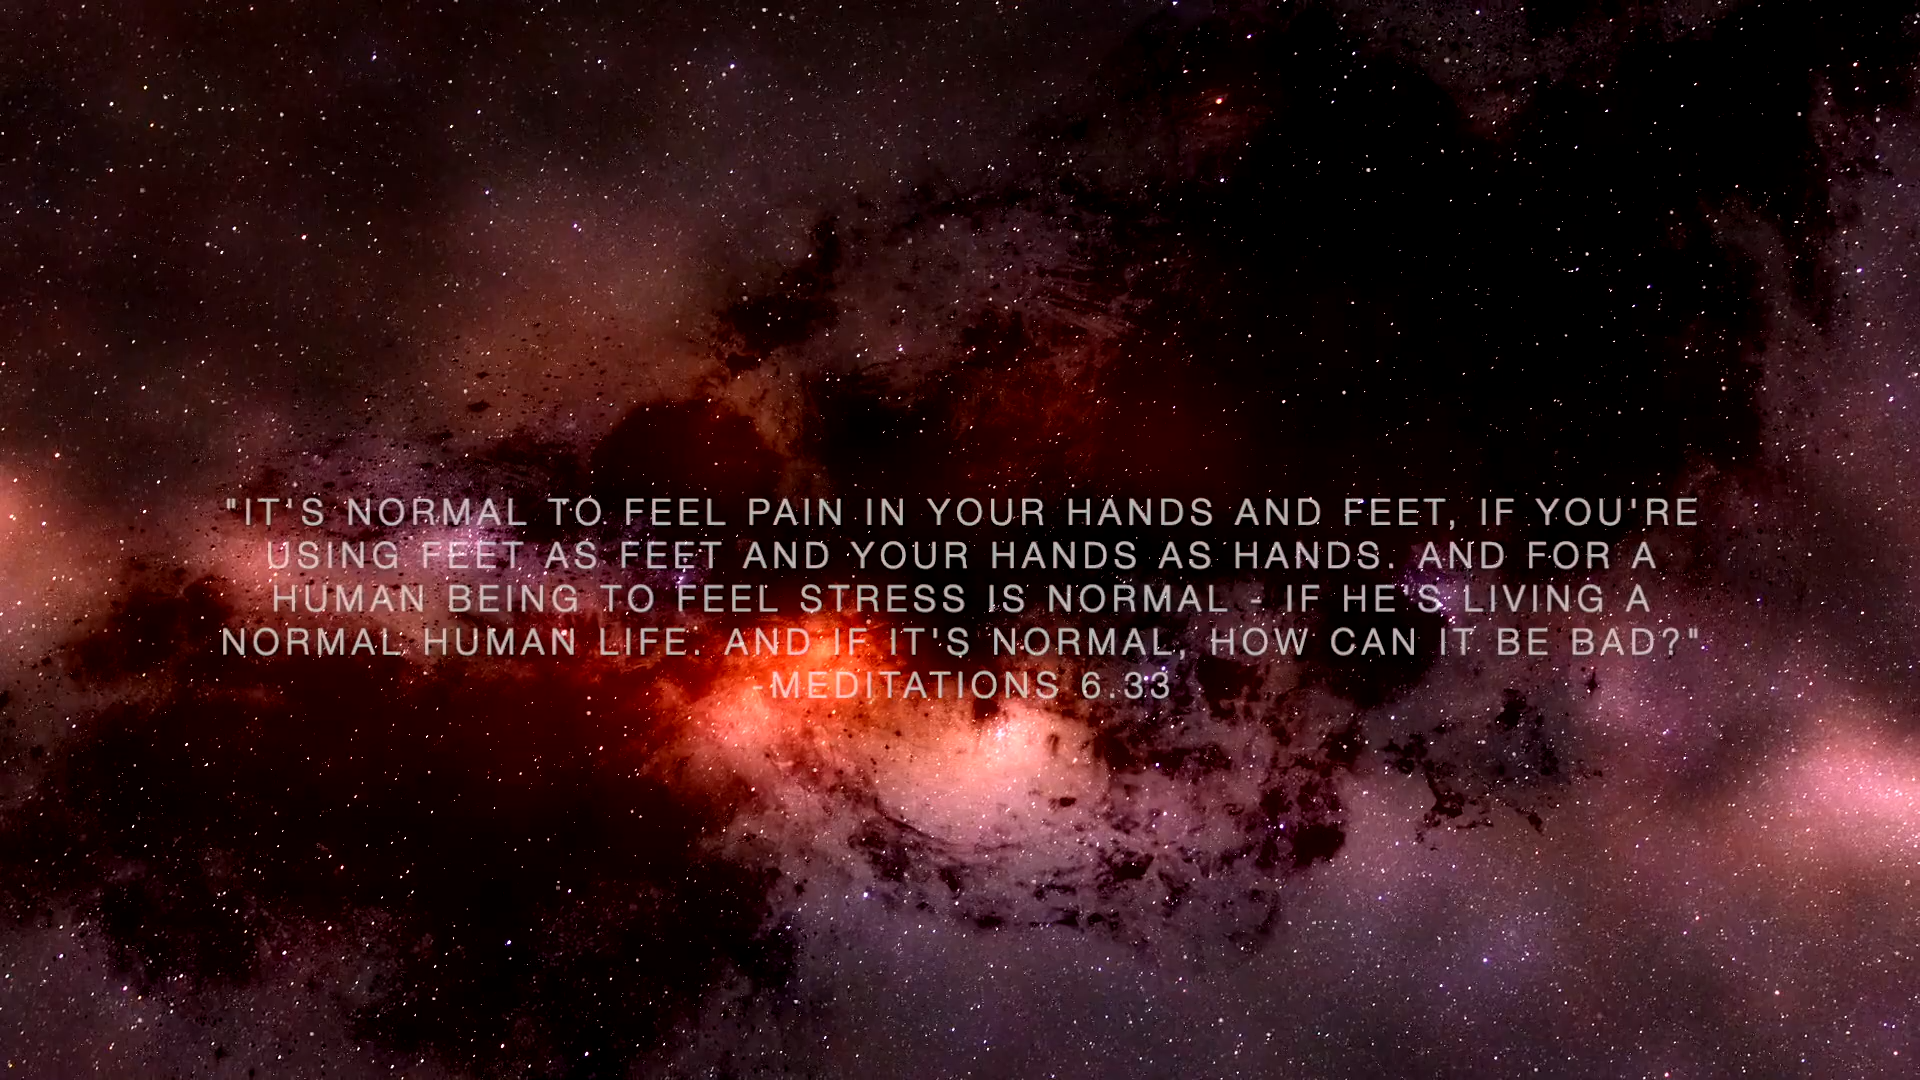 "IT'S NORMAL TO FEEL PAIN IN YOUR HANDS AND FEET, IF YOU'RE
USING FEET AS FEET AND YOUR HANDS AS HANDS. AND FOR A
HUMAN BEING TO FEEL STRESS IS NORMAL - IF HE'S LIVING A
NORMAL HUMAN LIFE. AND IF IT'S NORMAL, HOW CAN IT BE BAD?"
-MEDITATIONS 6.33